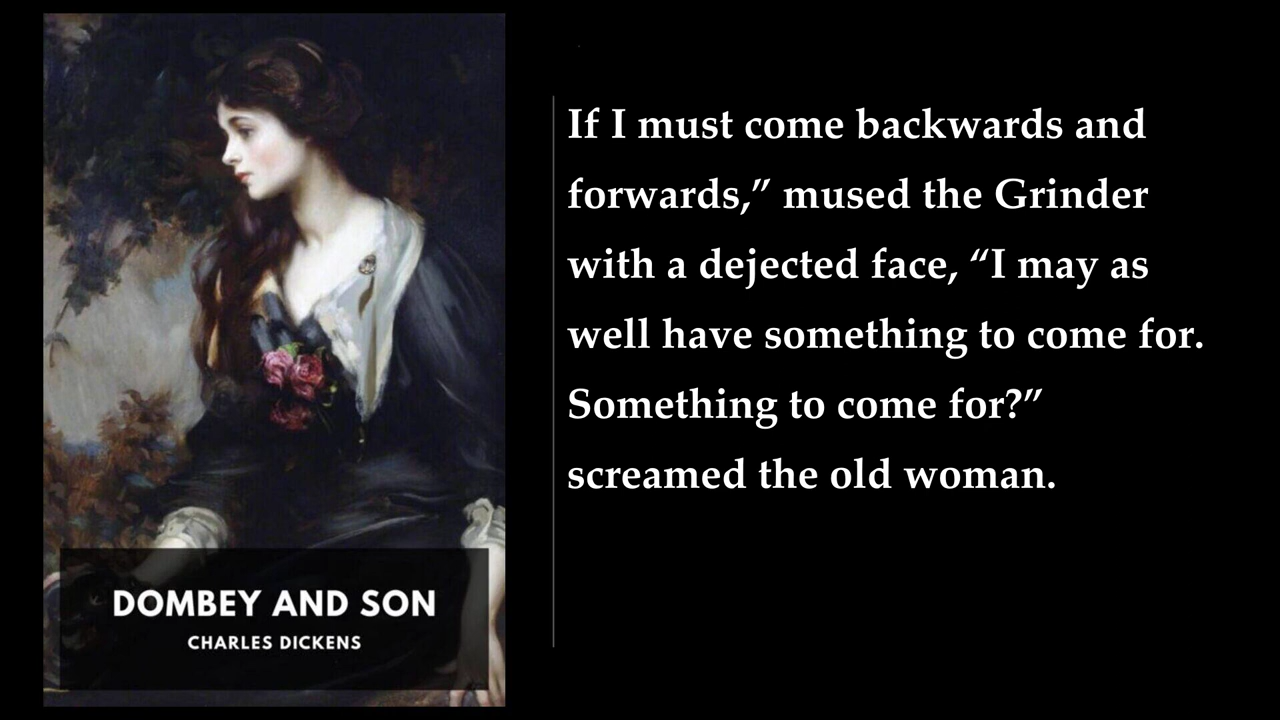 If I must come backwards and
forwards,” mused the Grinder
with a dejected face, “I may as
well have something to come for.
Something to come for?”
screamed the old woman.
DOMBEY AND SON
CHARLES DICKENS